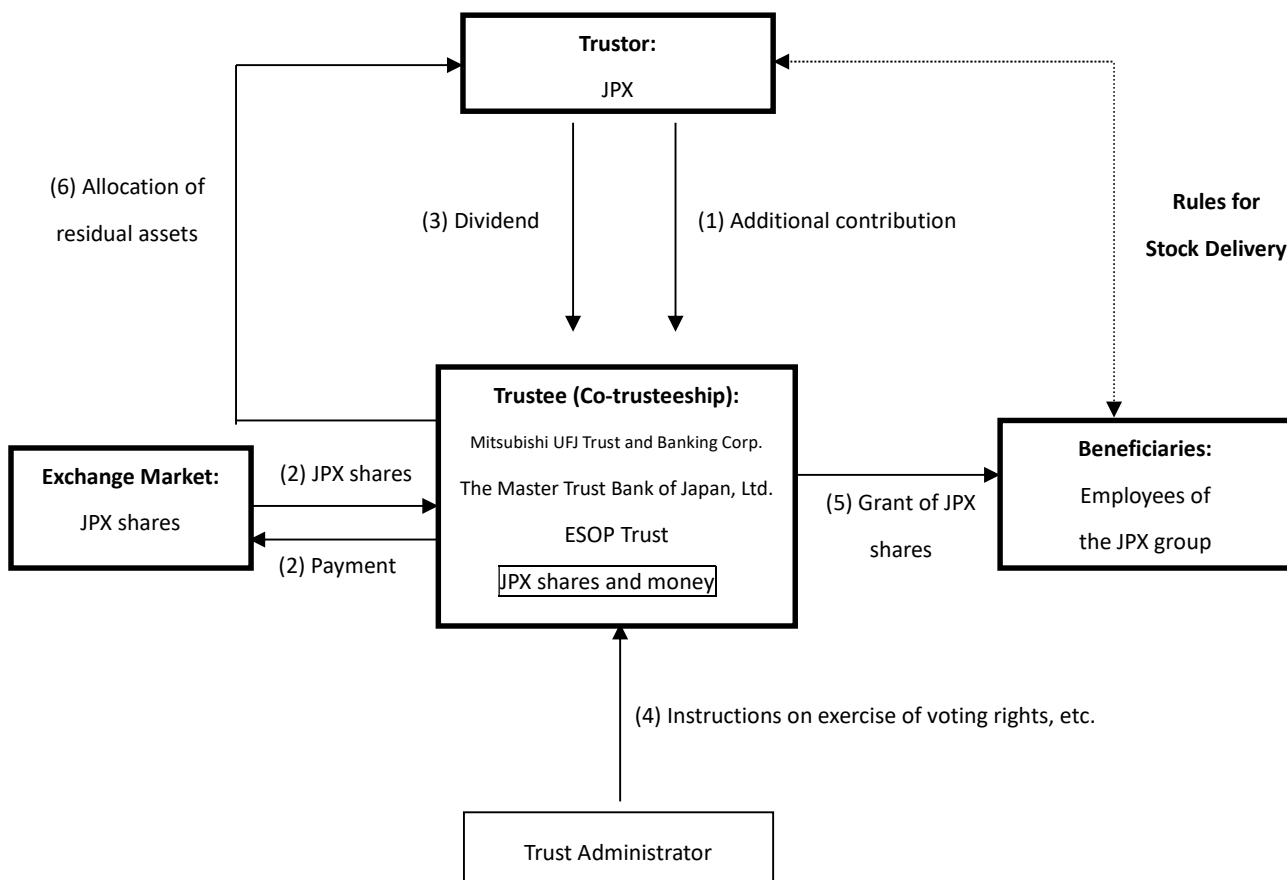 Trustor:
JPX
(6) Allocation of
residual assets
(3) Dividend
(1) Additional contribution
Rules for
Stock Delivery
Trustee (Co-trusteeship):
Mitsubishi UFJ Trust and Banking Corp.
The Master Trust Bank of Japan, Ltd.
ESOP Trust
JPX shares and money
Exchange Market:
JPX shares
(2) JPX shares
(2) Payment
(5) Grant of JPX
shares
Beneficiaries:
Employees of
the JPX group
(4) Instructions on exercise of voting rights, etc.
Trust Administrator